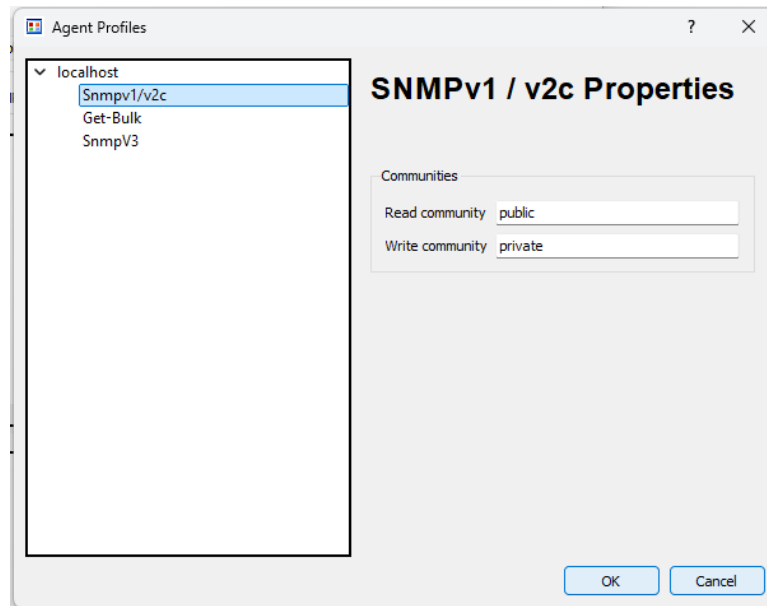 Agent Profiles
?
localhost
Snmpv1/v2c
Get-Bulk
SnmpV3
SNMPv1 / v2c Properties
Communities
Read community public
Write community private
OK Cancel